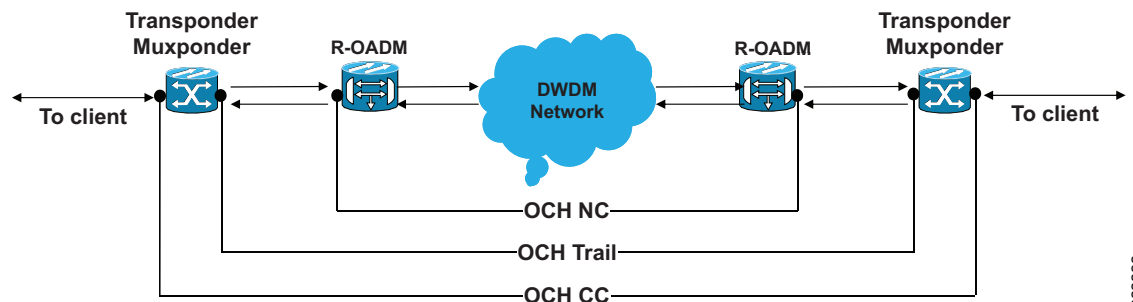 Transponder
Muxponder
R-OADM
R-OADM
Transponder
Muxponder
DWDM
Network
To client
To client
OCH NC
OCH Trail
OCH CC